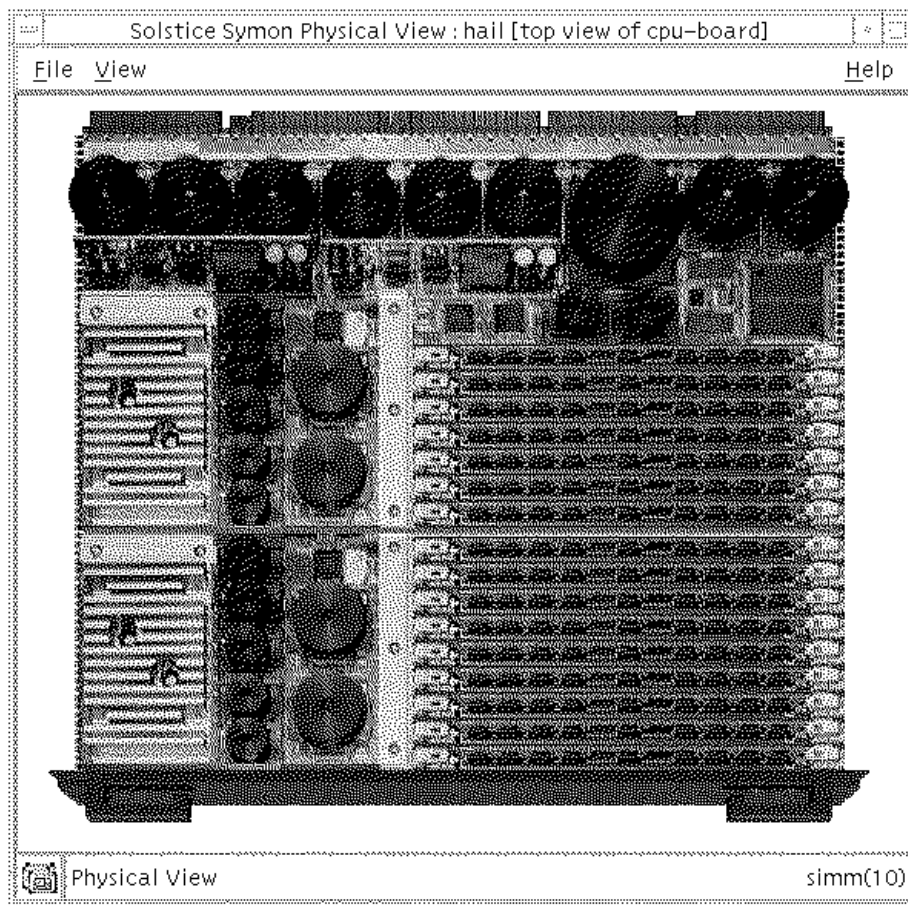 Solstice Symon Physical View : hail [top view of cpu-board]
File View Help
Physical View simm(10)